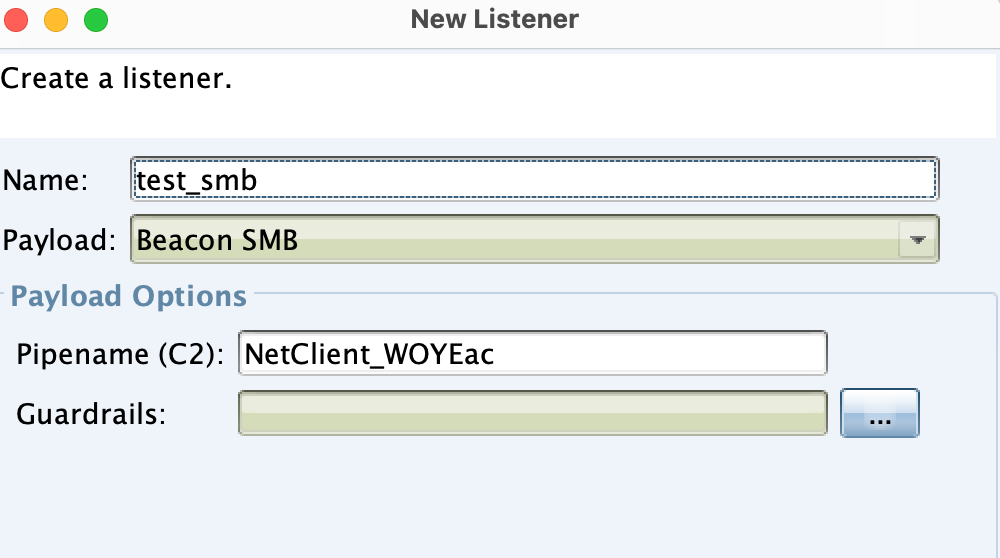 New Listener
Create a listener.
Name: test_smb
Payload: Beacon SMB
Payload Options
Pipename (C2): NetClient_WOYEac
Guardrails: ...